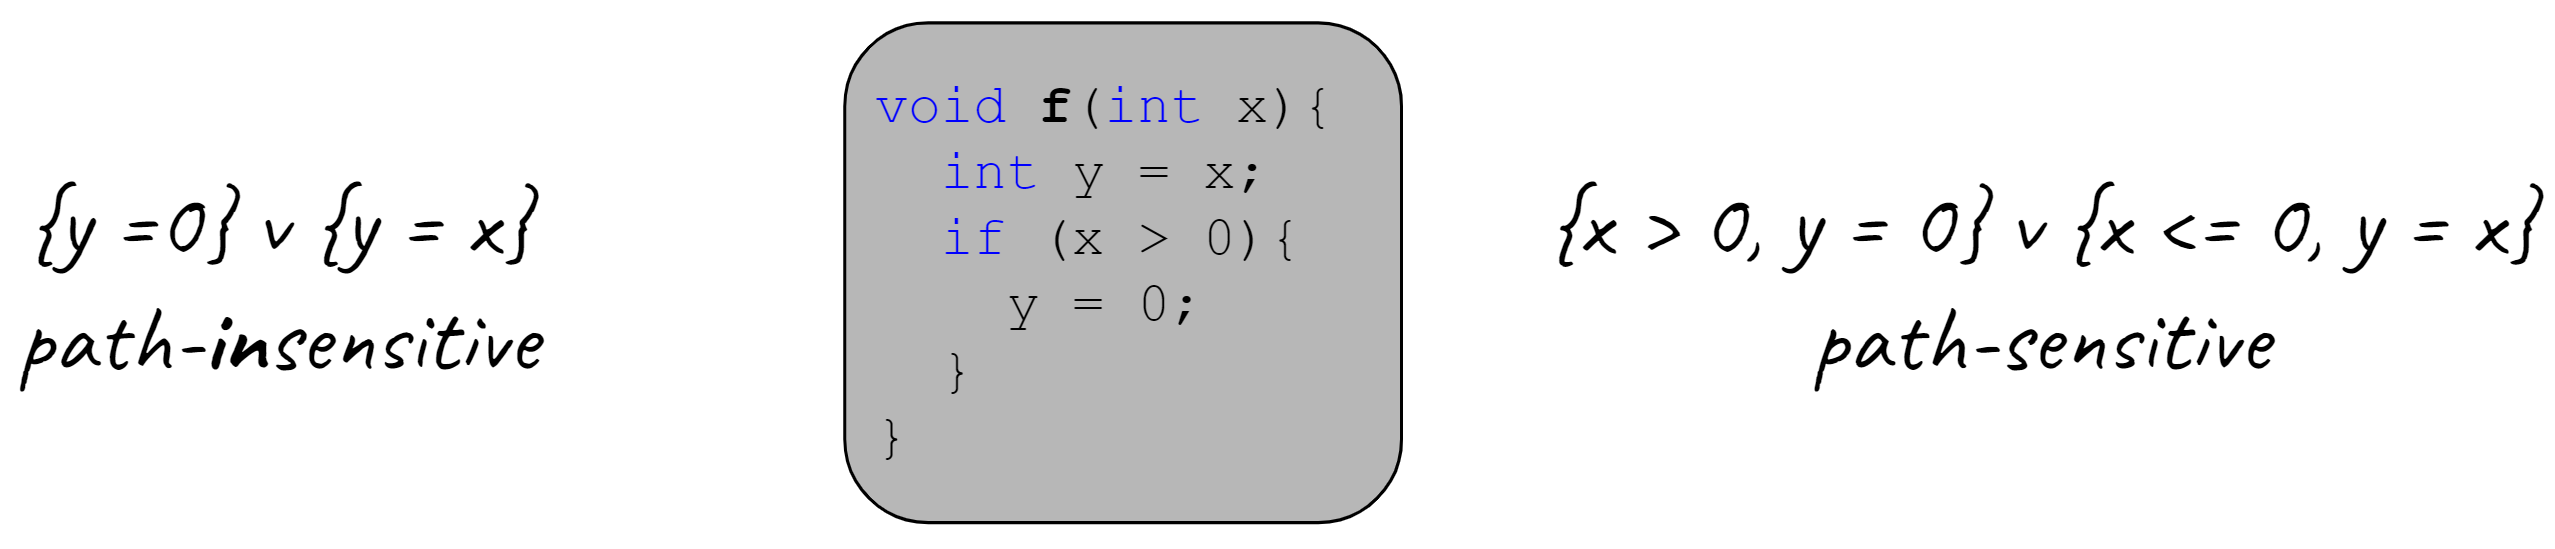 {y =0} v {y = x}
path-insensitive
void f(int x){
int y = x;
if (x > 0){
y = 0;
}
}
{x > 0, y = 0} v {x <= 0, y = x}
path-sensitive